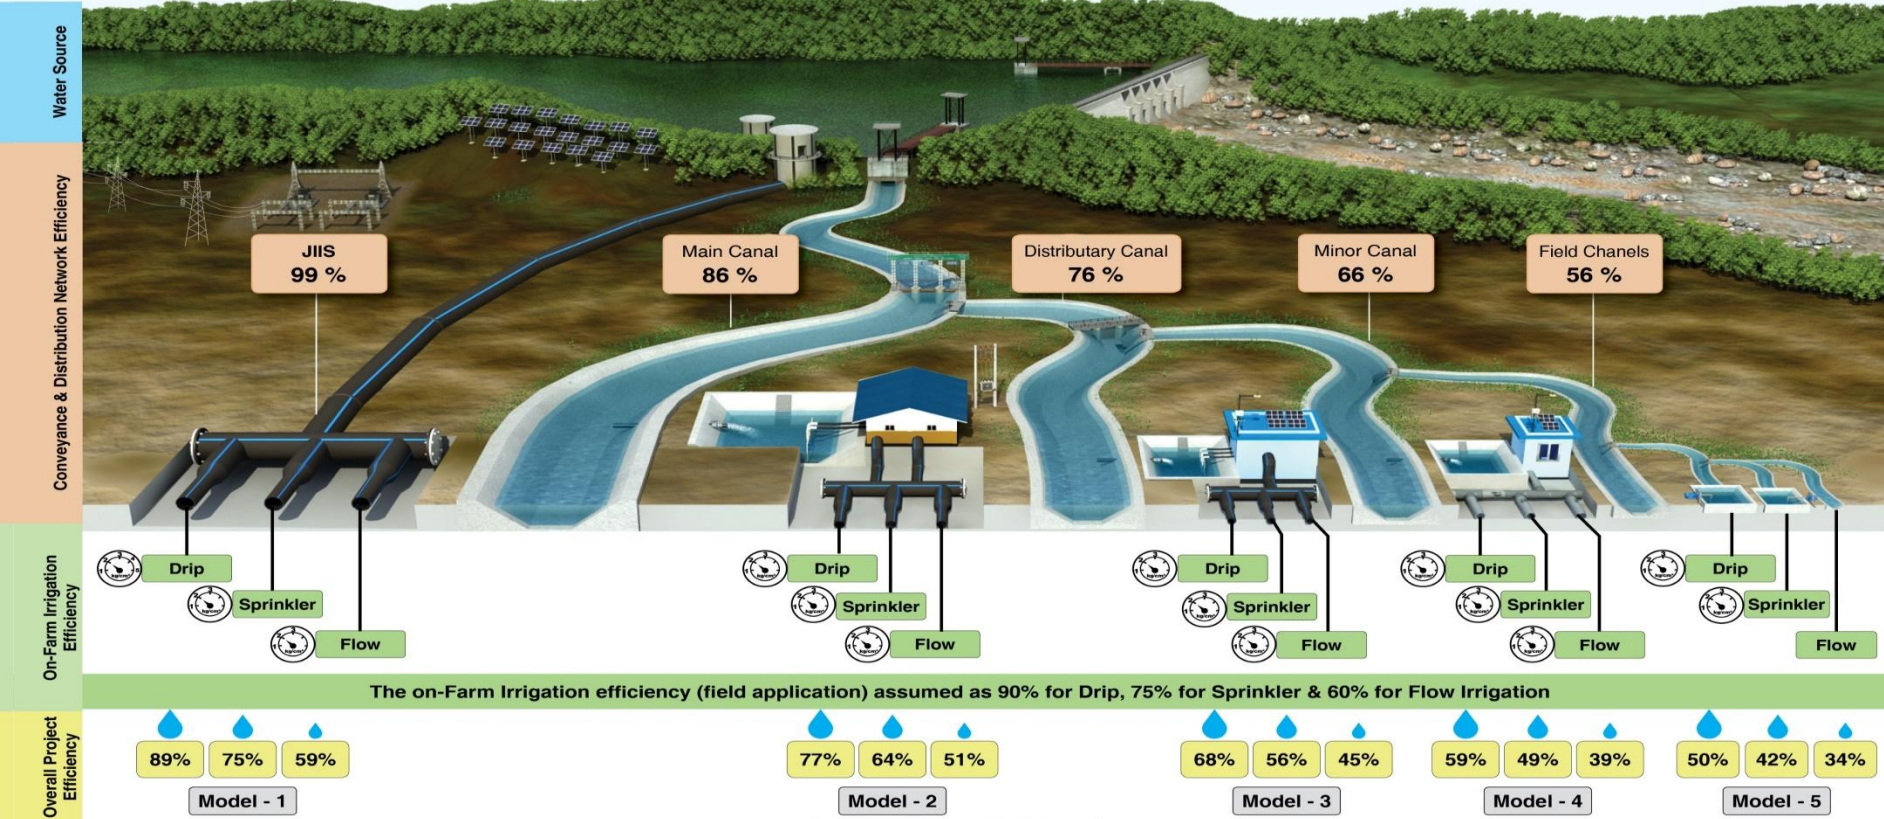 Water Source
Conveyance & Distribution Network Efficiency
JIIS
99 %
Main Canal
86 %
Distributary Canal
76 %
Minor Canal
66 %
Field Chanels
56 %
On-Farm Irrigation
Efficiency
Drip
Sprinkler
Flow
Drip
Sprinkler
Flow
Drip
Sprinkler
Flow
Drip
Sprinkler
Flow
Drip
Sprinkler
Flow
The on-Farm Irrigation efficiency (field application) assumed as 90% for Drip, 75% for Sprinkler & 60% for Flow Irrigation
Overall Project
Efficiency
89% 75% 59%
Model - 1
77% 64% 51%
Model - 2
68% 56% 45%
Model - 3
59% 49% 39%
Model - 4
50% 42% 34%
Model - 5